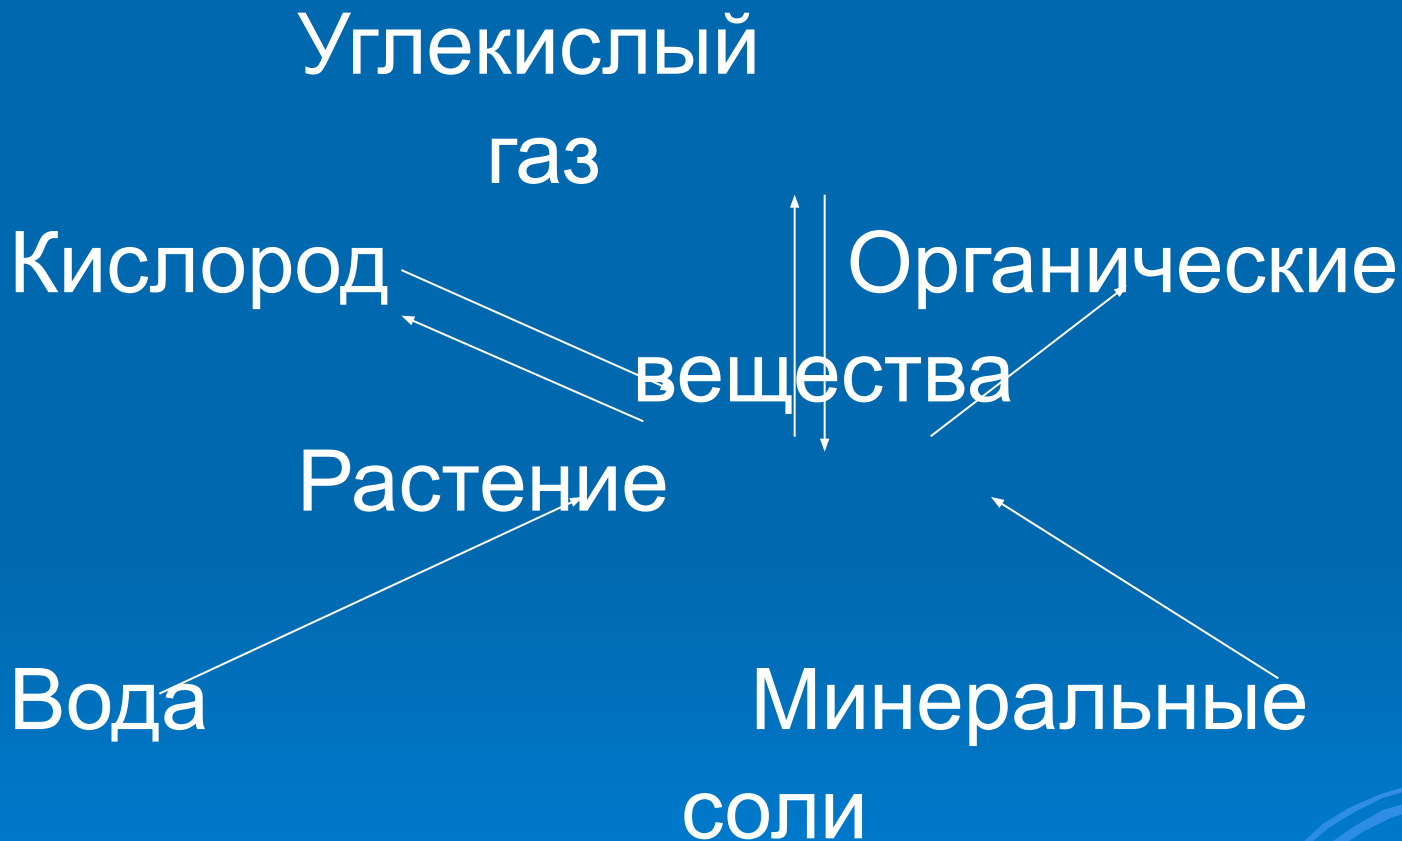 Углекислый
газ
Кислород Органические
вещества
Растение
Вода Минеральные
соли